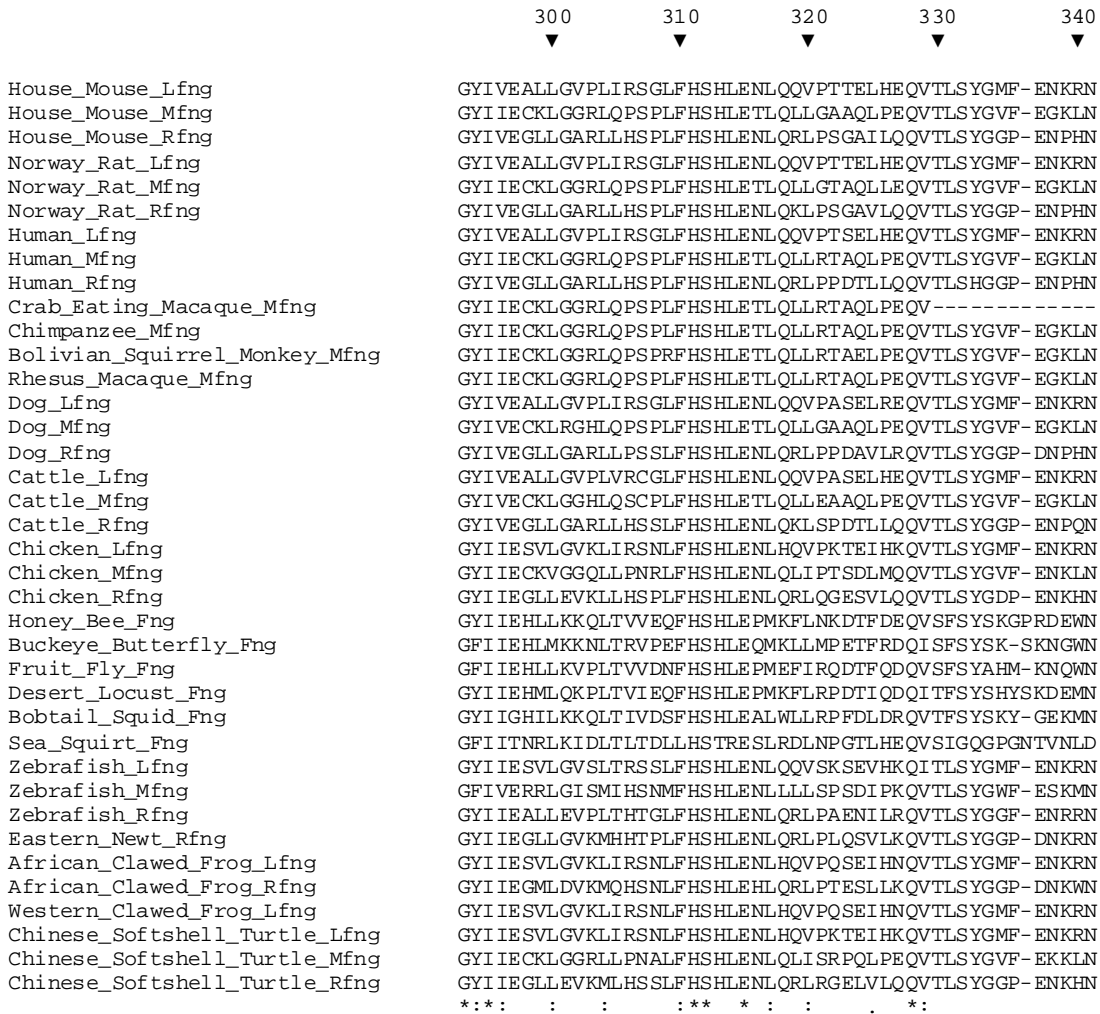 300 310 320 330 340
▼ ▼ ▼ ▼ ▼
House_Mouse_Lfng GYIVEALLGVPLIRSGLFHSHLENLQQVPTTELHEQVTLSYGMF-ENKRN
House_Mouse_Mfng GYIIECKLGGRLQPSPLFHSHLETLQLLGAAQLPEQVTLSYGVF-EGKLN
House_Mouse_Rfng GYIVEGLLGARLLHSPLFHSHLENLQRLPSGAILQQVTLSYGGP-ENPHN
Norway_Rat_Lfng GYIVEALLGVPLIRSGLFHSHLENLQQVPTTELHEQVTLSYGMF-ENKRN
Norway_Rat_Mfng GYIIECKLGGRLQPSPLFHSHLETLQLLGTAQLLEQVTLSYGVF-EGKLN
Norway_Rat_Rfng GYIVEGLLGARLLHSPLFHSHLENLQKLPSGAVLQQVTLSYGGP-ENPHN
Human_Lfng GYIVEALLGVPLIRSGLFHSHLENLQQVPTSELHEQVTLSYGMF-ENKRN
Human_Mfng GYIIECKLGGRLQPSPLFHSHLETLQLLRTAQLPEQVTLSYGVF-EGKLN
Human_Rfng GYIVEGLLGARLLHSPLFHSHLENLQRLPPDTLLQQVTLSHGGP-ENPHN
Crab_Eating_Macaque_Mfng GYIIECKLGGRLQPSPLFHSHLETLQLLRTAQLPEQV-------------
Chimpanzee_Mfng GYIIECKLGGRLQPSPLFHSHLETLQLLRTAQLPEQVTLSYGVF-EGKLN
Bolivian_Squirrel_Monkey_Mfng GYIIECKLGGRLQPSPRFHSHLETLQLLRTAELPEQVTLSYGVF-EGKLN
Rhesus_Macaque_Mfng GYIIECKLGGRLQPSPLFHSHLETLQLLRTAQLPEQVTLSYGVF-EGKLN
Dog_Lfng GYIVEALLGVPLIRSGLFHSHLENLQQVPASELREQVTLSYGMF-ENKRN
Dog_Mfng GYIVECKLRGHLQPSPLFHSHLETLQLLGAAQLPEQVTLSYGVF-EGKLN
Dog_Rfng GYIVEGLLGARLLPSSLFHSHLENLQRLPPDAVLRQVTLSYGGP-DNPHN
Cattle_Lfng GYIVEALLGVPLVRCGLFHSHLENLQQVPASELHEQVTLSYGMF-ENKRN
Cattle_Mfng GYIVECKLGGHLQSCPLFHSHLETLQLLEAAQLPEQVTLSYGVF-EGKLN
Cattle_Rfng GYIVEGLLGARLLHSSLFHSHLENLQKLSPDTLLQQVTLSYGGP-ENPQN
Chicken_Lfng GYIIESVLGVKLIRSNLFHSHLENLHQVPKTEIHKQVTLSYGMF-ENKRN
Chicken_Mfng GYIIECKVGGQLLPNRLFHSHLENLQLIPTSDLMQQVTLSYGVF-ENKLN
Chicken_Rfng GYIIEGLLEVKLLHSPLFHSHLENLQRLQGESVLQQVTLSYGDP-ENKHN
Honey_Bee_Fng GYIIEHLLKKQLTVVEQFHSHLEPMKFLNKDTFDEQVSFSYSKGPRDEWN
Buckeye_Butterfly_Fng GFIIEHLMKKNLTRVPEFHSHLEQMKLLMPETFRDQISFSYSK-SKNGWN
Fruit_Fly_Fng GFIIEHLLKVPLTVVDNFHSHLEPMEFIRQDTFQDQVSFSYAHM-KNQWN
Desert_Locust_Fng GYIIEHMLQKPLTVIEQFHSHLEPMKFLRPDTIQDQITFSYSHYSKDEMN
Bobtail_Squid_Fng GYIIGHILKKQLTIVDSFHSHLEALWLLRPFDLDRQVTFSYSKY-GEKMN
Sea_Squirt_Fng GFIITNRLKIDLTLTDLLHSTRESLRDLNPGTLHEQVSIGQGPGNTVNLD
Zebrafish_Lfng GYIIESVLGVSLTRSSLFHSHLENLQQVSKSEVHKQITLSYGMF-ENKRN
Zebrafish_Mfng GFIVERRLGISMIHSNMFHSHLENLLLLSPSDIPKQVTLSYGWF-ESKMN
Zebrafish_Rfng GYIIEALLEVPLTHTGLFHSHLENLQRLPAENILRQVTLSYGGF-ENRRN
Eastern_Newt_Rfng GYIIEGLLGVKMHHTPLFHSHLENLQRLPLQSVLKQVTLSYGGP-DNKRN
African_Clawed_Frog_Lfng GYIIESVLGVKLIRSNLFHSHLENLHQVPQSEIHNQVTLSYGMF-ENKRN
African_Clawed_Frog_Rfng GYIIEGMLDVKMQHSNLFHSHLEHLQRLPTESLLKQVTLSYGGP-DNKWN
Western_Clawed_Frog_Lfng GYIIESVLGVKLIRSNLFHSHLENLHQVPQSEIHNQVTLSYGMF-ENKRN
Chinese_Softshell_Turtle_Lfng GYIIESVLGVKLIRSNLFHSHLENLHQVPKTEIHKQVTLSYGMF-ENKRN
Chinese_Softshell_Turtle_Mfng GYIIECKLGGRLLPNALFHSHLENLQLISRPQLPEQVTLSYGVF-EKKLN
Chinese_Softshell_Turtle_Rfng GYIIEGLLEVKMLHSSLFHSHLENLQRLRGELVLQQVTLSYGGP-ENKHN
*:*: : : :** * : : . *: